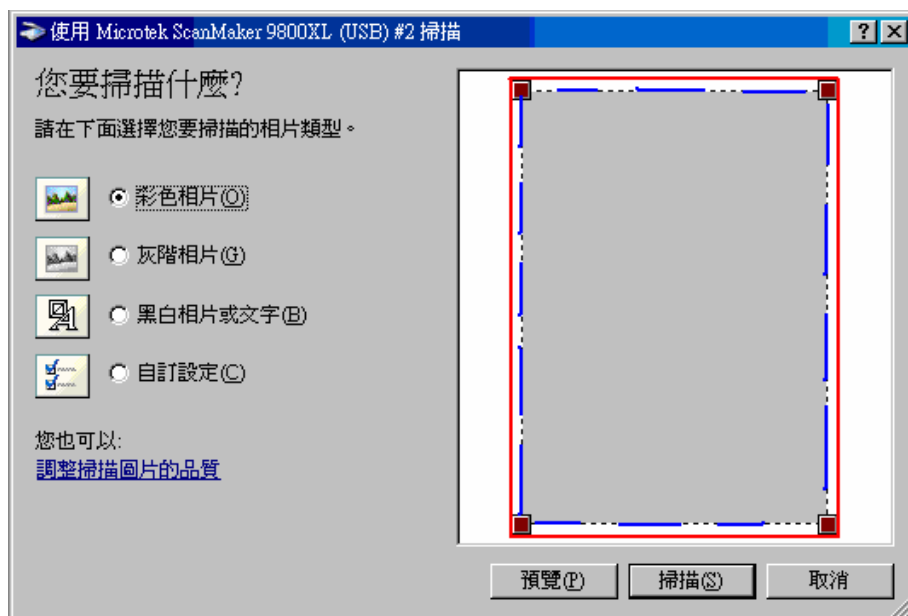 使用 Microtek ScanMaker 9800XL (USB) #2 掃描
您要掃描什麼?
請在下面選擇您要掃描的相片類型。
彩色相片(O)
灰階相片(G)
黑白相片或文字(B)
自訂設定(C)
您也可以:
調整掃描圖片的品質
預覽(P) 掃描(S) 取消